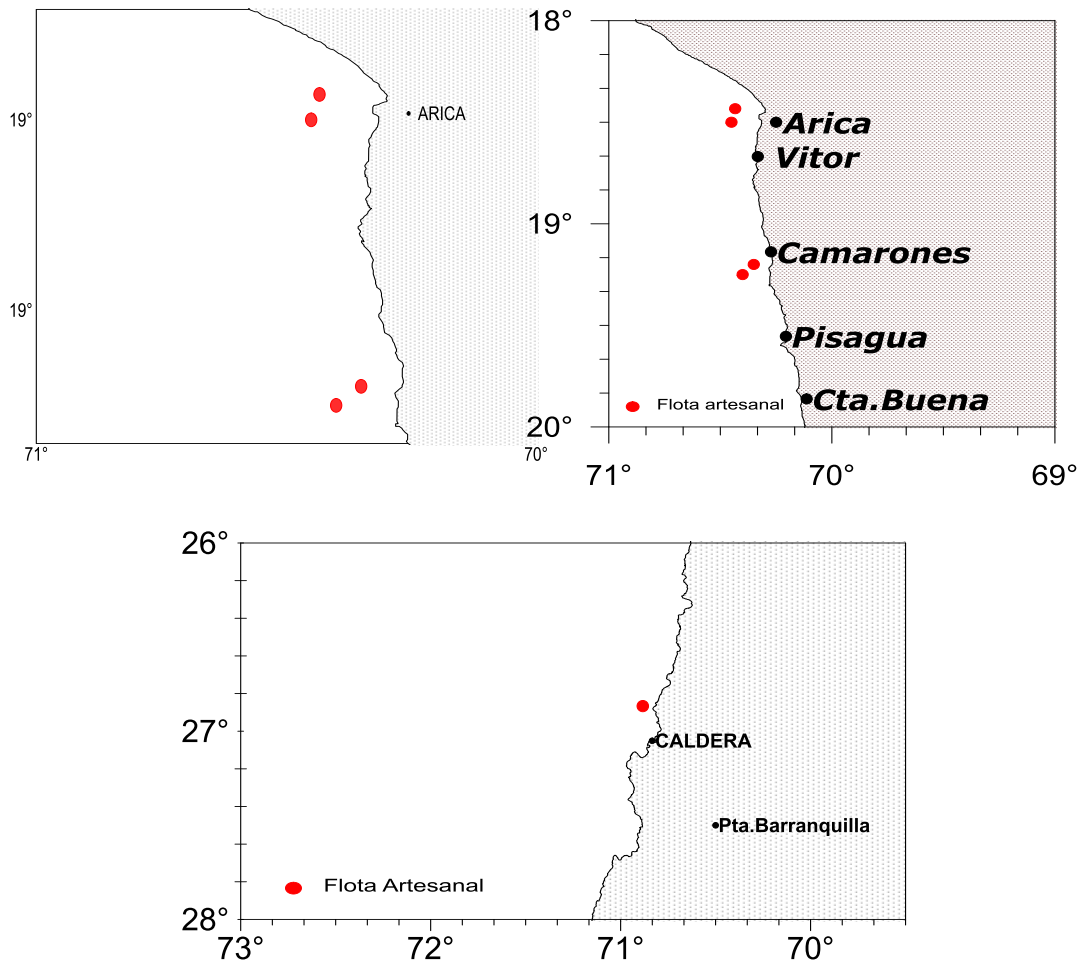 19°
ARICA
19°
71°
70°
18°
Arica
Vitor
19°
Camarones
Pisagua
Cta.Buena
Flota artesanal
20°
71°
70°
69°
26°
27°
CALDERA
Pta.Barranquilla
Flota Artesanal
28°
73°
72°
71°
70°